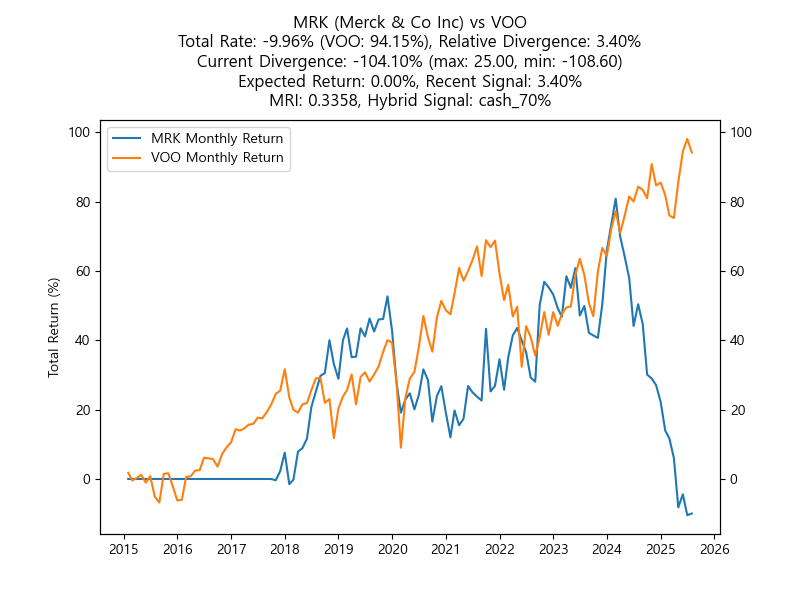 MRK (Merck & Co Inc) vs VOO
Total Rate: -9.96% (VOO: 94.15%), Relative Divergence: 3.40%
Current Divergence: -104.10% (max: 25.00, min: -108.60)
Expected Return: 0.00%, Recent Signal: 3.40%
MRI: 0.3358, Hybrid Signal: cash_70%
MRK Monthly Return
VOO Monthly Return
Total Return (%)
100
80
60
40
20
0
100
80
60
40
20
0
2015 2016 2017 2018 2019 2020 2021 2022 2023 2024 2025 2026